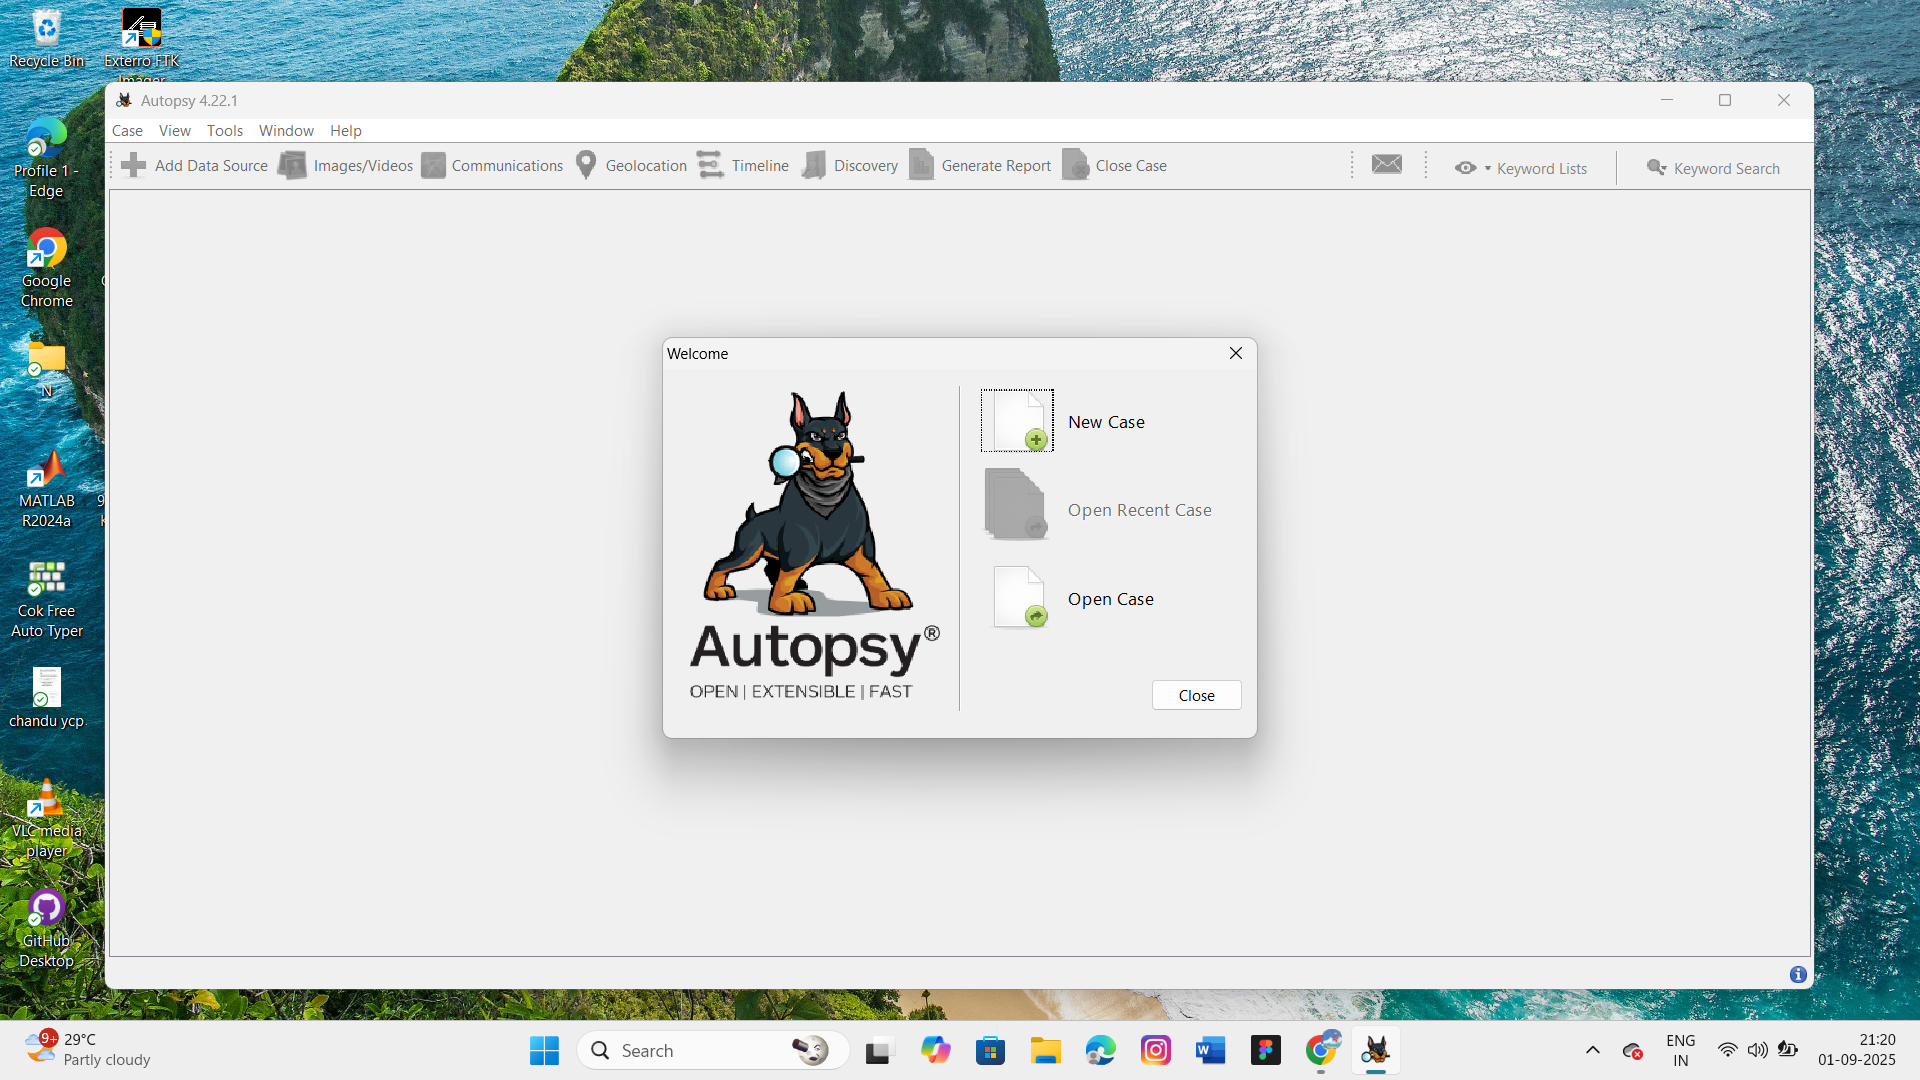 Recycle Bin
Exterro FTK
Imager
Profile 1 -
Edge
Google
Chrome
N
MATLAB
R2024a
Cok Free
Auto Typer
chandu ycp
VLC media
player
GitHub
Desktop
Autopsy 4.22.1
Case View Tools Window Help
Add Data Source Images/Videos Communications Geolocation Timeline Discovery Generate Report Close Case Keyword Lists Keyword Search
Welcome
New Case
Open Recent Case
Open Case
Autopsy®
OPEN | EXTENSIBLE | FAST
Close
9+
29°C
Partly cloudy
Search
ENG
IN
21:20
01-09-2025